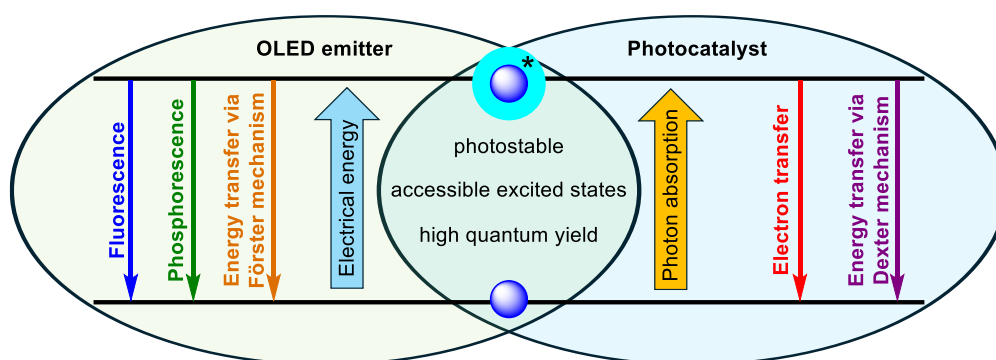 OLED emitter
Photocatalyst
*
Fluorescence
Phosphorescence
Energy transfer via
Förster mechanism
Electrical energy
photostable
accessible excited states
high quantum yield
Photon absorption
Electron transfer
Energy transfer via
Dexter mechanism